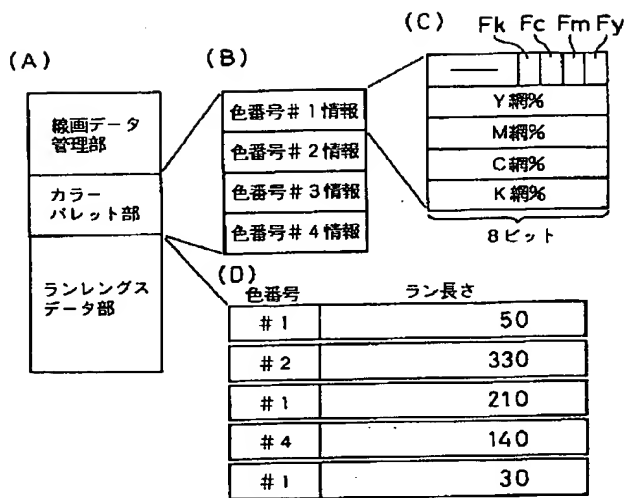 (A)
線画データ
管理部
カラー
パレット部
ランレングス
データ部
(B)
色番号#1情報
色番号#2情報
色番号#3情報
色番号#4情報
(C)
Fk Fc Fm Fy
Y網%
M網%
C網%
K網%
8ビット
(D)
色番号 ラン長さ
#1 50
#2 330
#1 210
#4 140
#1 30